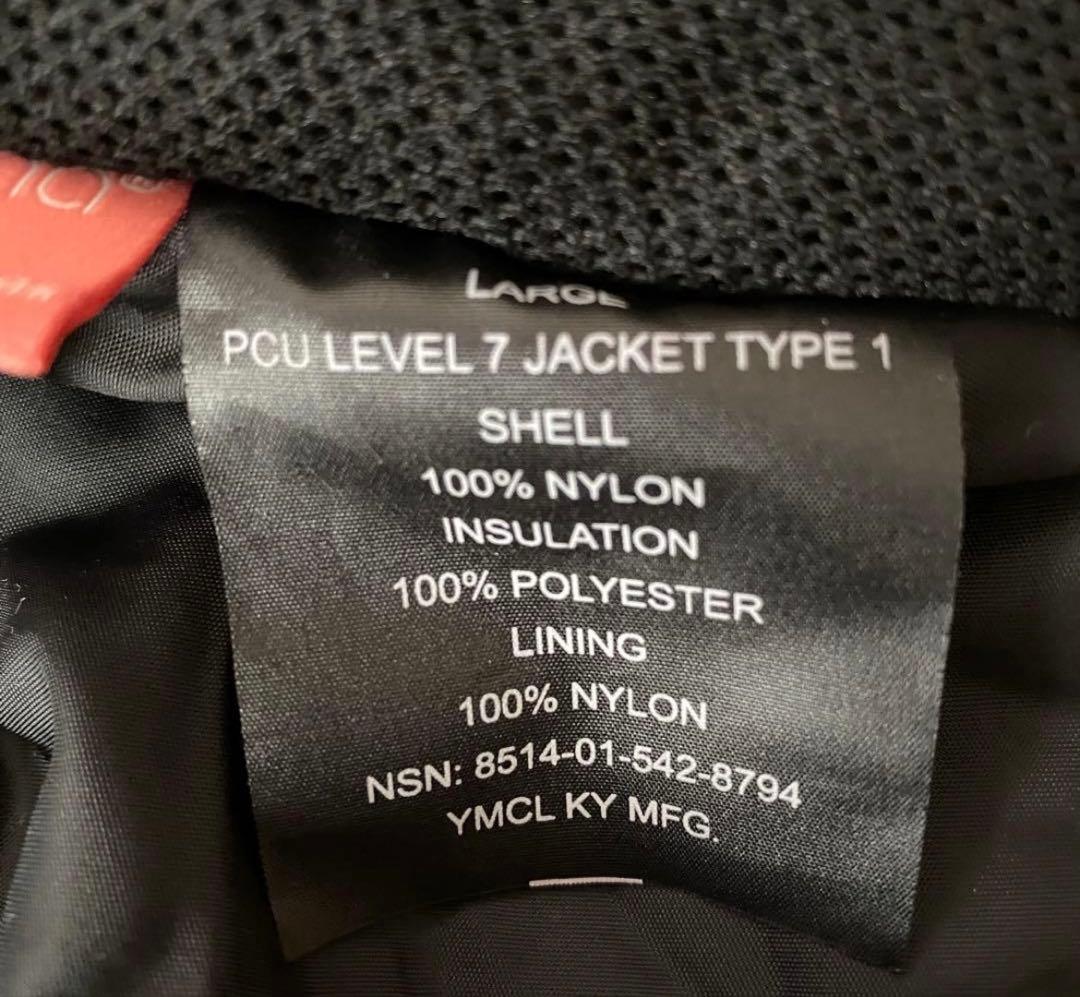 LARGE
PCU LEVEL 7 JACKET TYPE 1
SHELL
100% NYLON
INSULATION
100% POLYESTER
LINING
100% NYLON
NSN: 8514-01-542-8794
YMCL KY MFG.